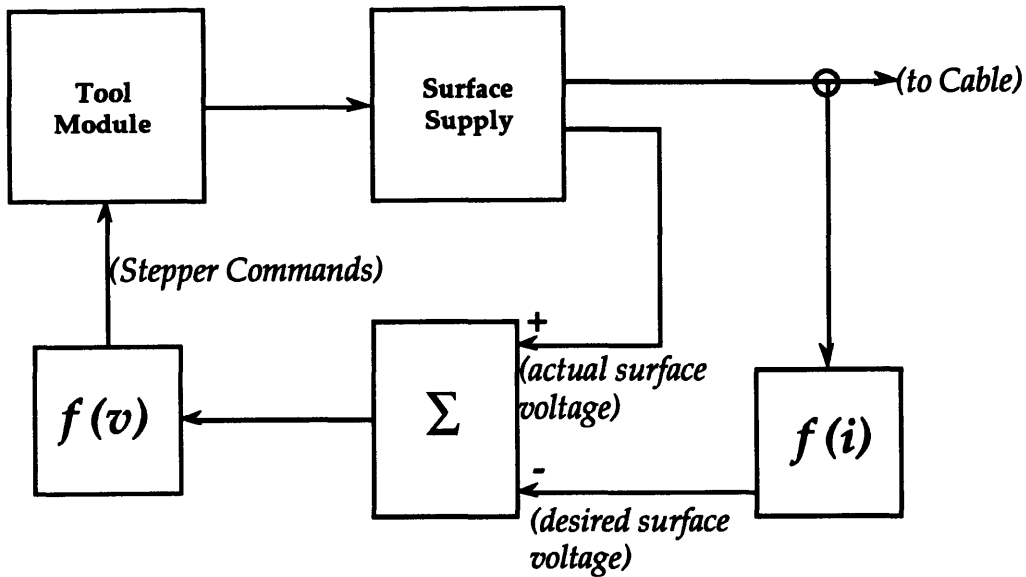 Tool
Module
Surface
Supply
(to Cable)
(Stepper Commands)
+
(actual surface
voltage)
f (v)
Σ
f (i)
-
(desired surface
voltage)